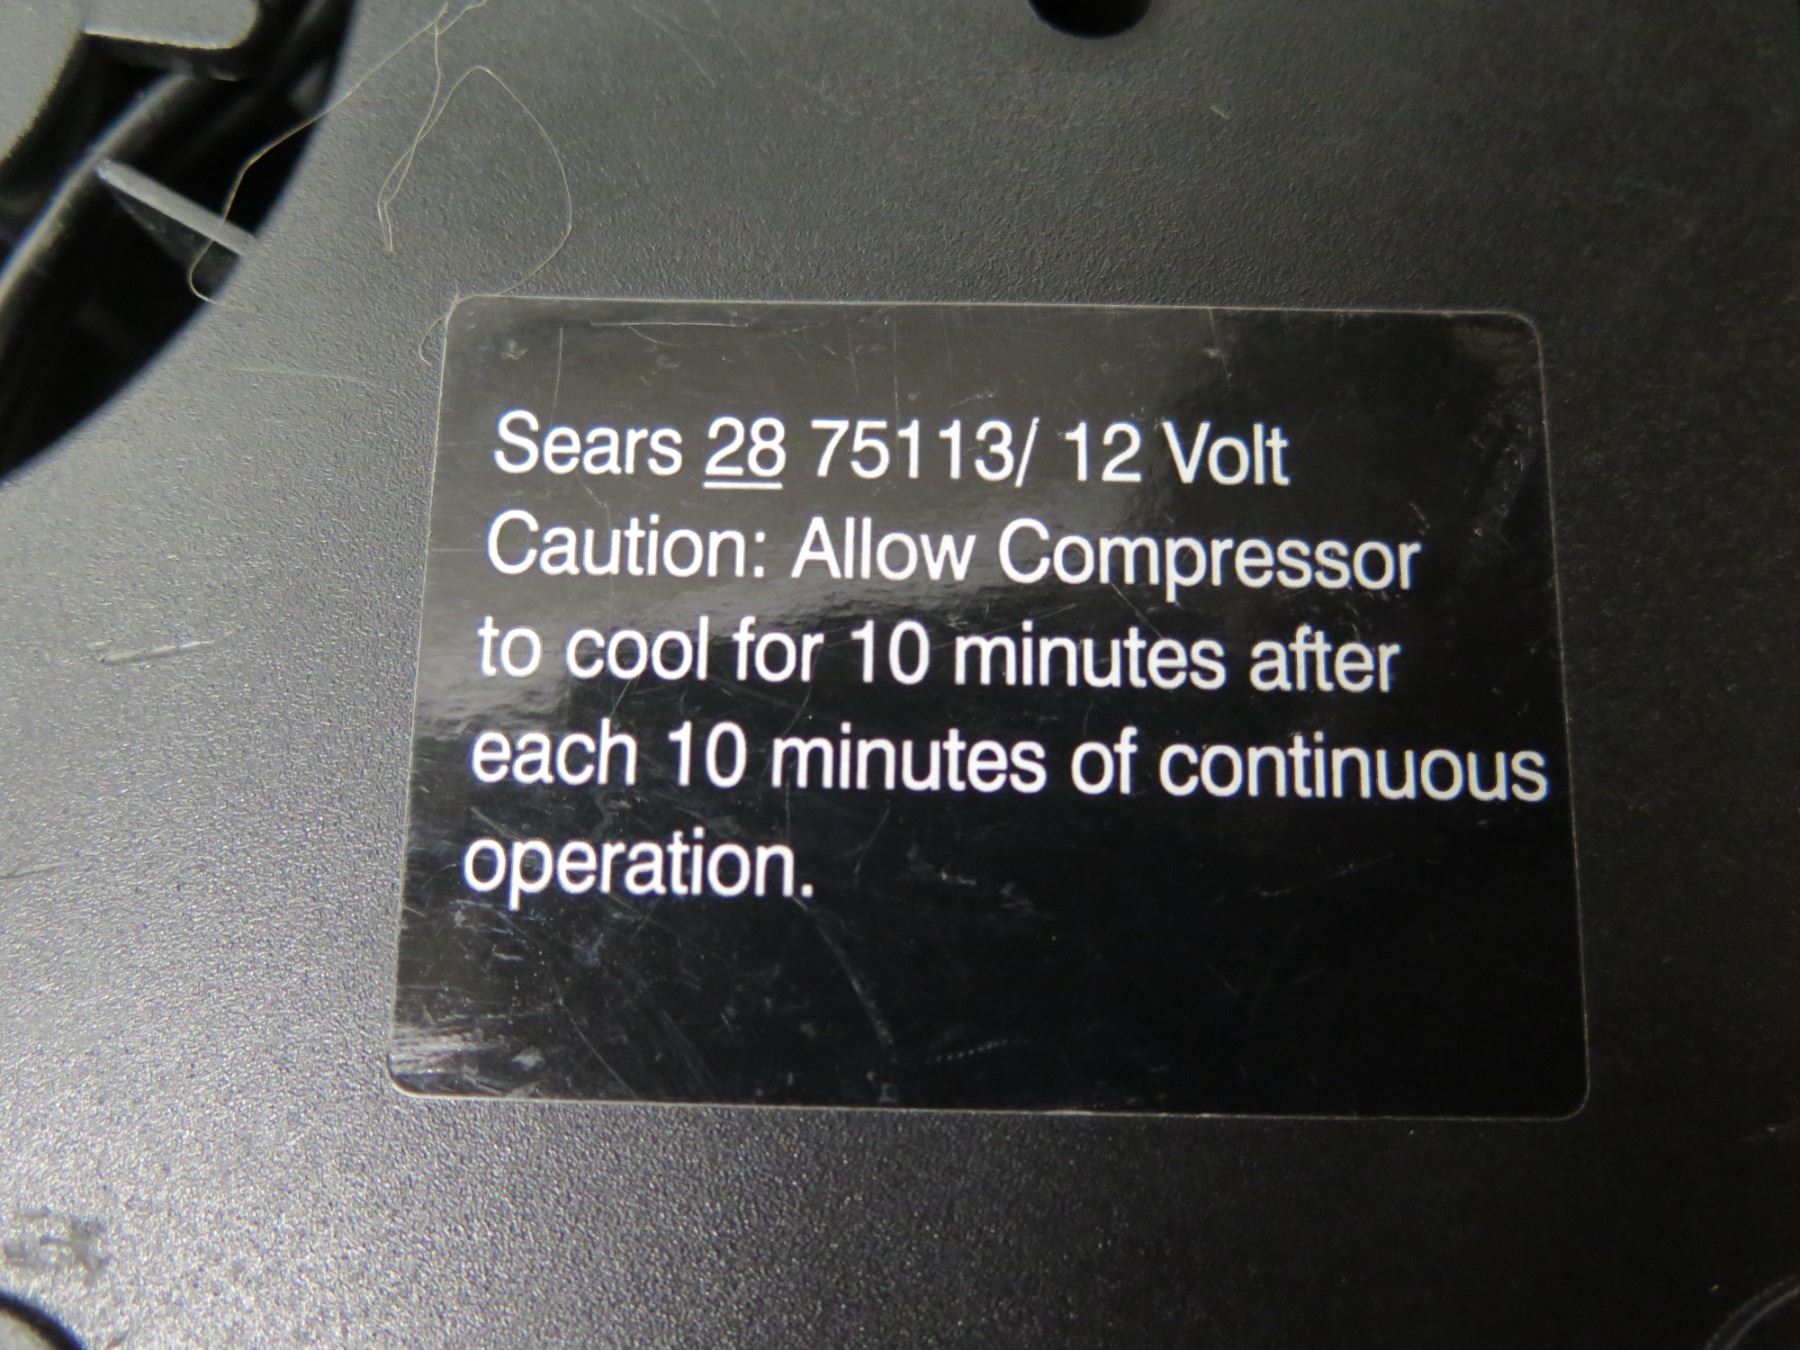 Sears 28 75113/ 12 Volt
Caution: Allow Compressor
to cool for 10 minutes after
each 10 minutes of continuous
operation.